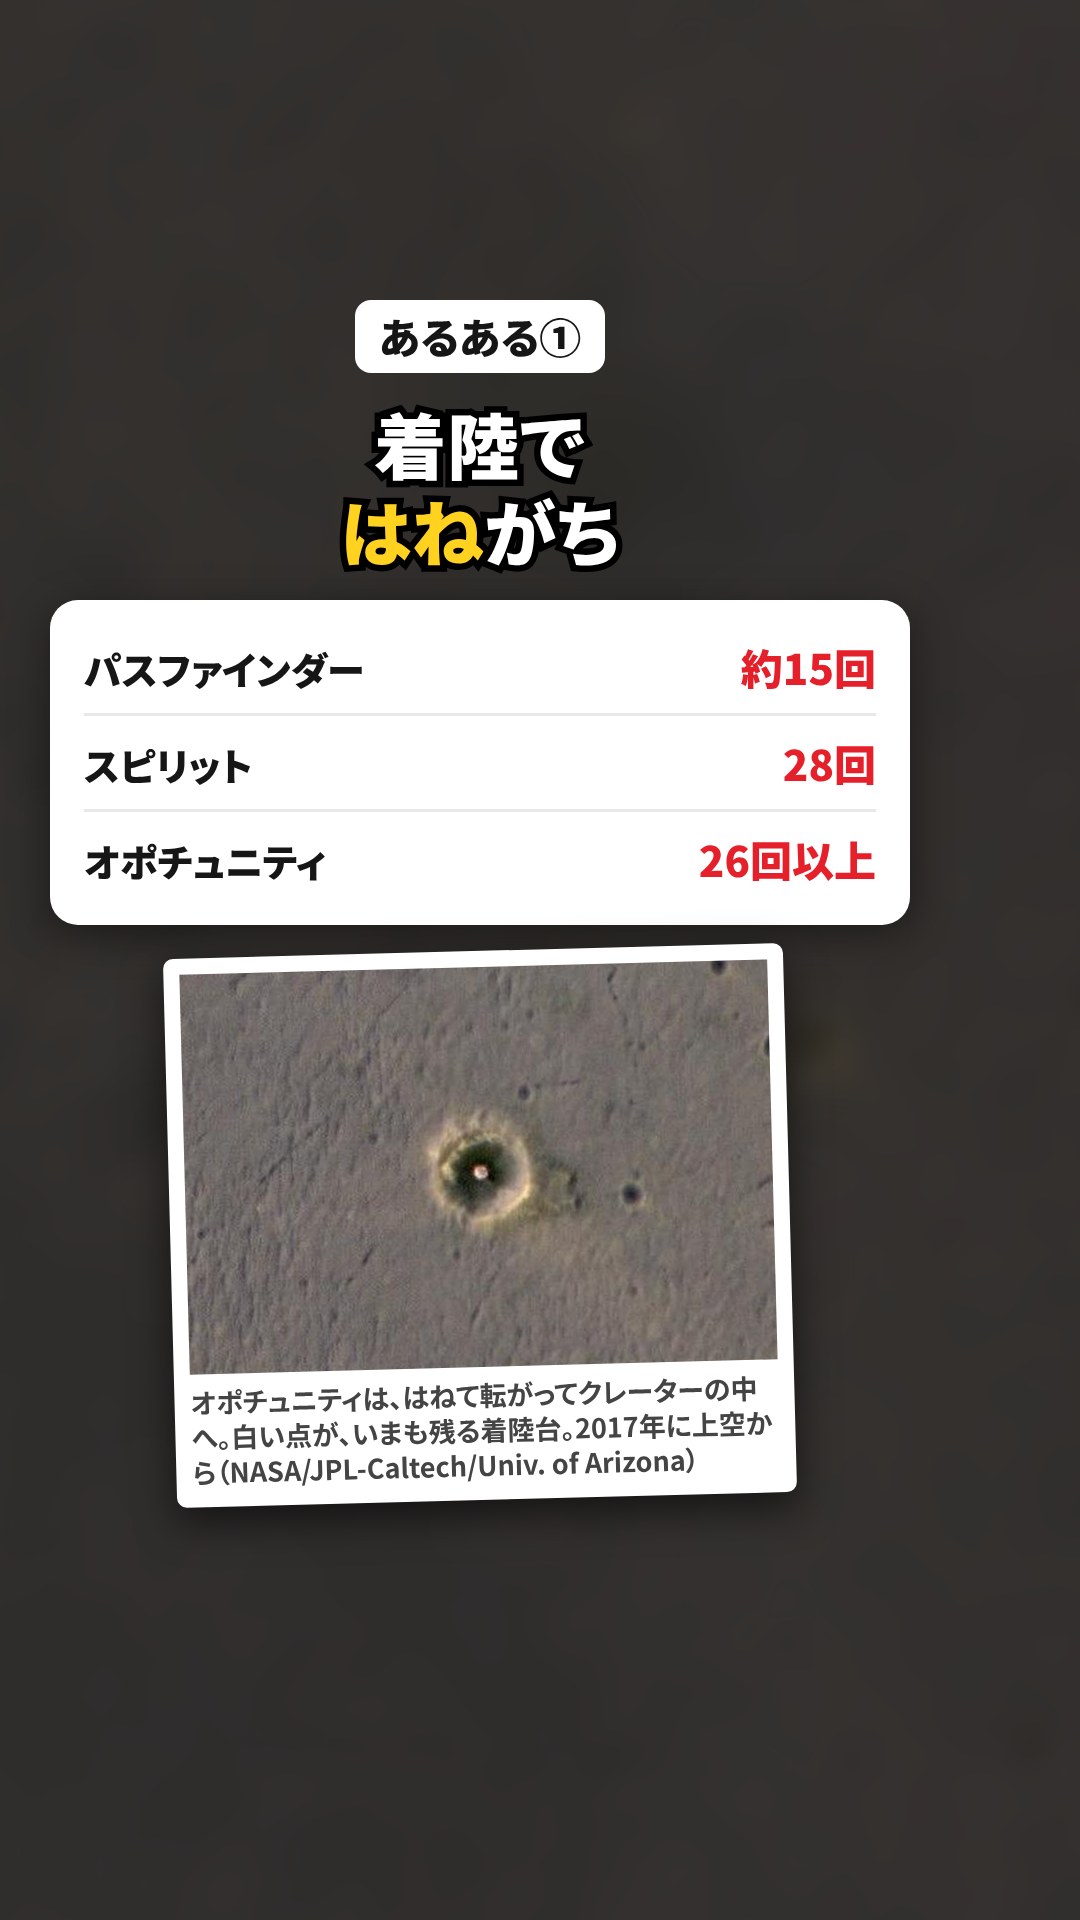 あるある①
着陸で
はねがち
パスファインダー 約15回
スピリット 28回
オポチュニティ 26回以上
オポチュニティは、はねて転がってクレーターの中
へ。白い点が、いまも残る着陸台。2017年に上空か
ら（NASA/JPL-Caltech/Univ. of Arizona）